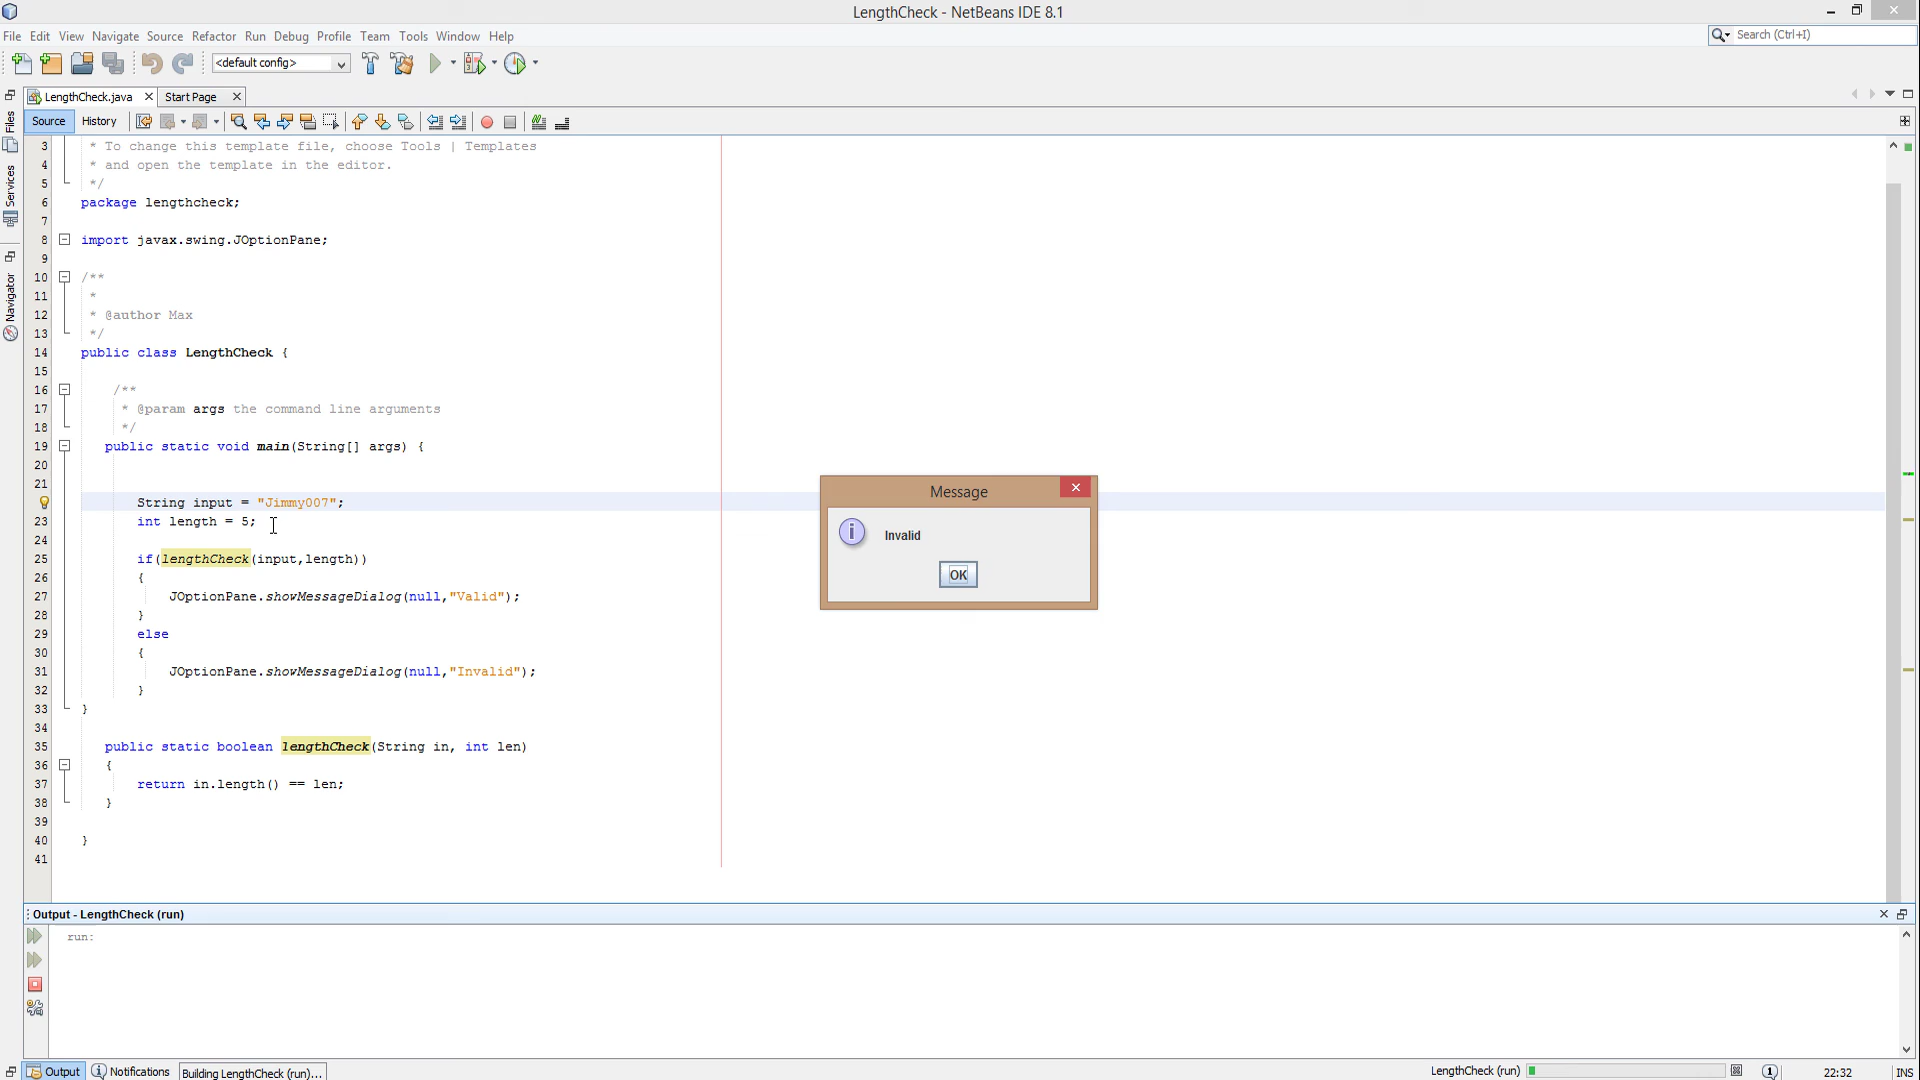 LengthCheck - NetBeans IDE 8.1
File Edit View Navigate Source Refactor Run Debug Profile Team Tools Window Help
Search (Ctrl+I)
<default config>
LengthCheck.java Start Page
Source History
Files
Services
Navigator
3 * To change this template file, choose Tools | Templates
4 * and open the template in the editor.
5 */
6 package lengthcheck;
7
8 import javax.swing.JOptionPane;
9
10 /**
11 *
12 * @author Max
13 */
14 public class LengthCheck {
15
16 /**
17 * @param args the command line arguments
18 */
19 public static void main(String[] args) {
20
21
String input = "Jimmy007";
23 int length = 5;
24
25 if(lengthCheck(input,length))
26 {
27 JOptionPane.showMessageDialog(null,"Valid");
28 }
29 else
30 {
31 JOptionPane.showMessageDialog(null,"Invalid");
32 }
33 }
34
35 public static boolean lengthCheck(String in, int len)
36 {
37 return in.length() == len;
38 }
39
40 }
41
Message
Invalid
OK
Output - LengthCheck (run)
run:
Output Notifications Building LengthCheck (run)...
LengthCheck (run) 1 22:32 INS